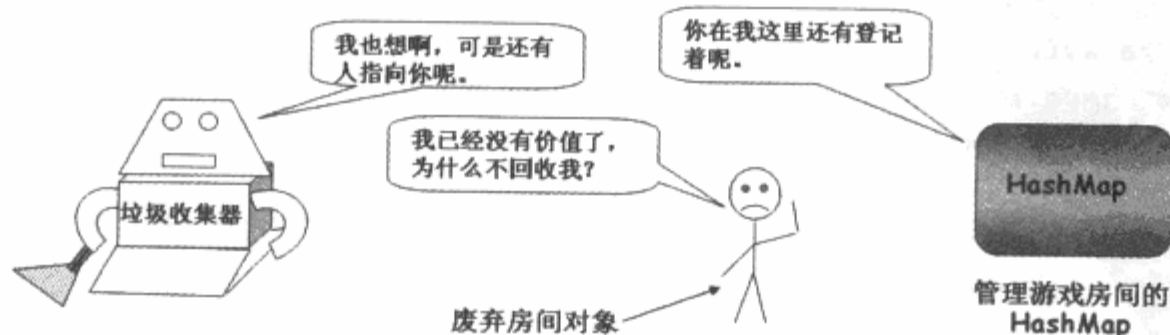 我也想啊，可是还有
人指向你呢。
你在我这里还有登记
着呢。
我已经没有价值了，
为什么不回收我？
垃圾收集器
HashMap
废弃房间对象
管理游戏房间的
HashMap